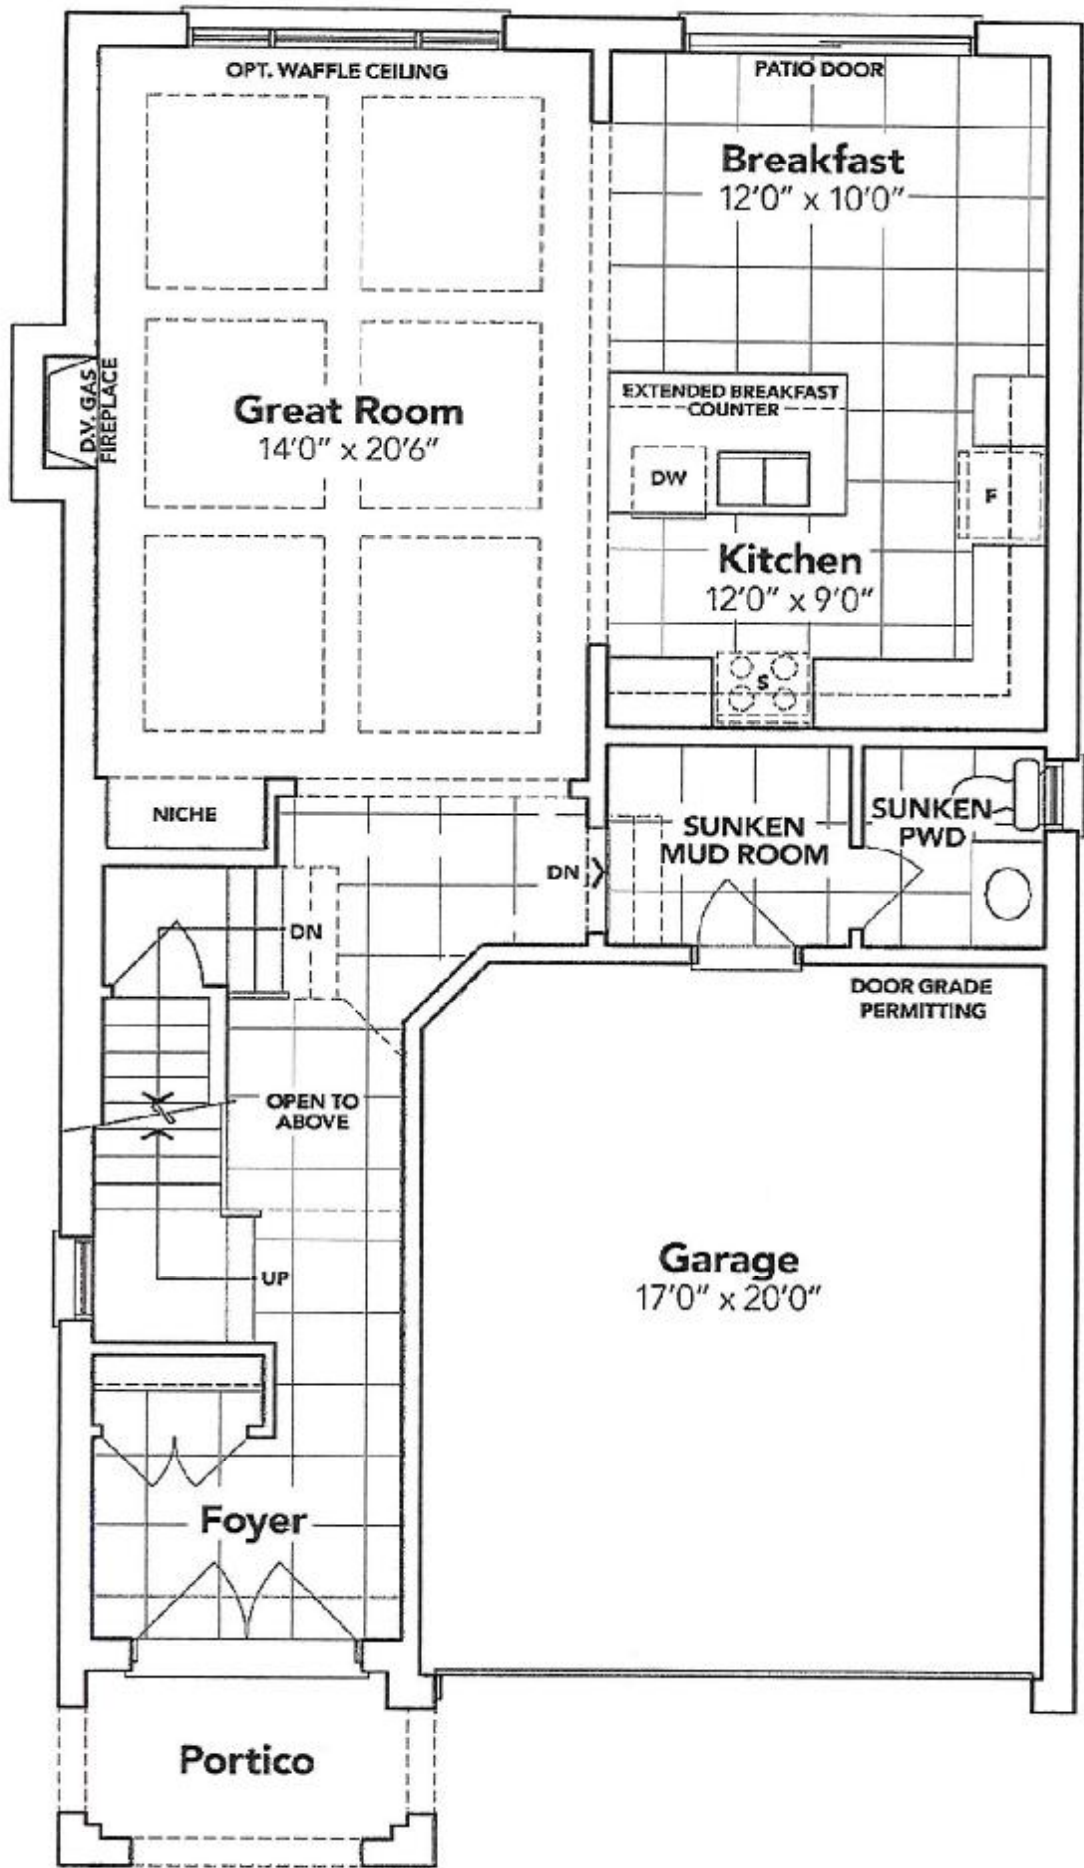 OPT. WAFFLE CEILING
PATIO DOOR
Breakfast
12'0" x 10'0"
D.V. GAS
FIREPLACE
Great Room
14'0" x 20'6"
EXTENDED BREAKFAST
COUNTER
DW
F
Kitchen
12'0" x 9'0"
S
NICHE
SUNKEN
MUD ROOM
SUNKEN
PWD
DN
DN
DOOR GRADE
PERMITTING
OPEN TO
ABOVE
UP
Garage
17'0" x 20'0"
Foyer
Portico